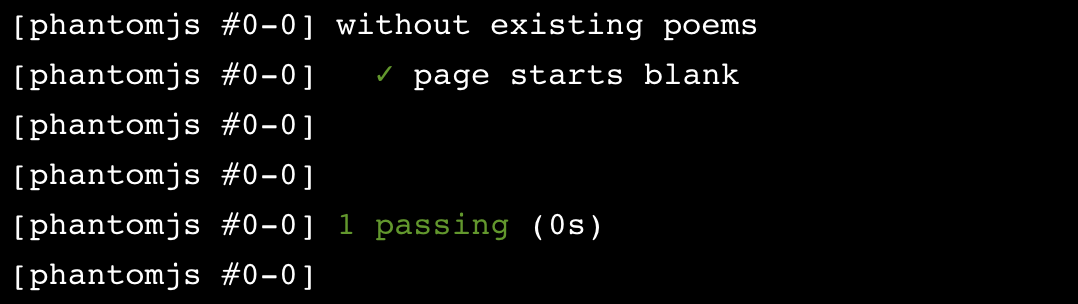 [phantomjs #0-0] without existing poems
[phantomjs #0-0]   ✓ page starts blank
[phantomjs #0-0]
[phantomjs #0-0]
[phantomjs #0-0] 1 passing (0s)
[phantomjs #0-0]